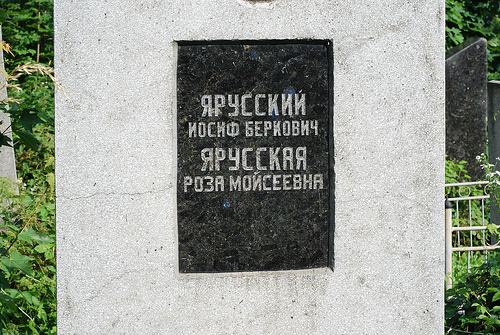 ЯРУССКИЙ
ИОСИФ БЕРКОВИЧ
ЯРУССКАЯ
РОЗА МОЙСЕЕВНА